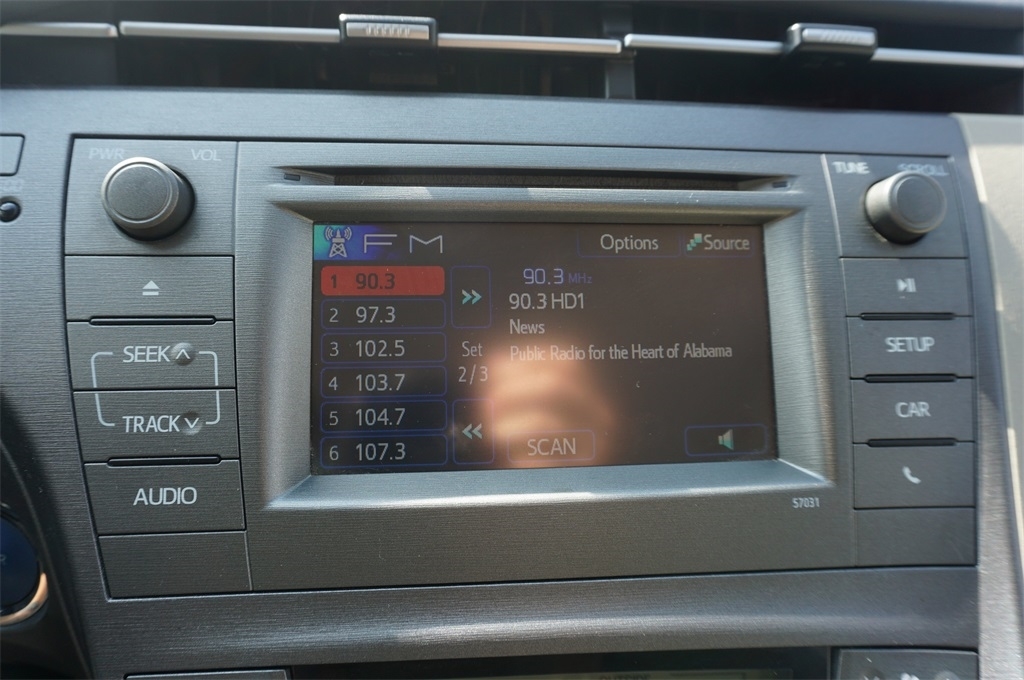 PWR VOL
TUNE SCROLL
FM
Options
Source
1 90.3
2 97.3
3 102.5
4 103.7
5 104.7
6 107.3
Set
2/3
90.3 MHz
90.3 HD1
News
Public Radio for the Heart of Alabama
SCAN
SEEK
TRACK
AUDIO
SETUP
CAR
57031